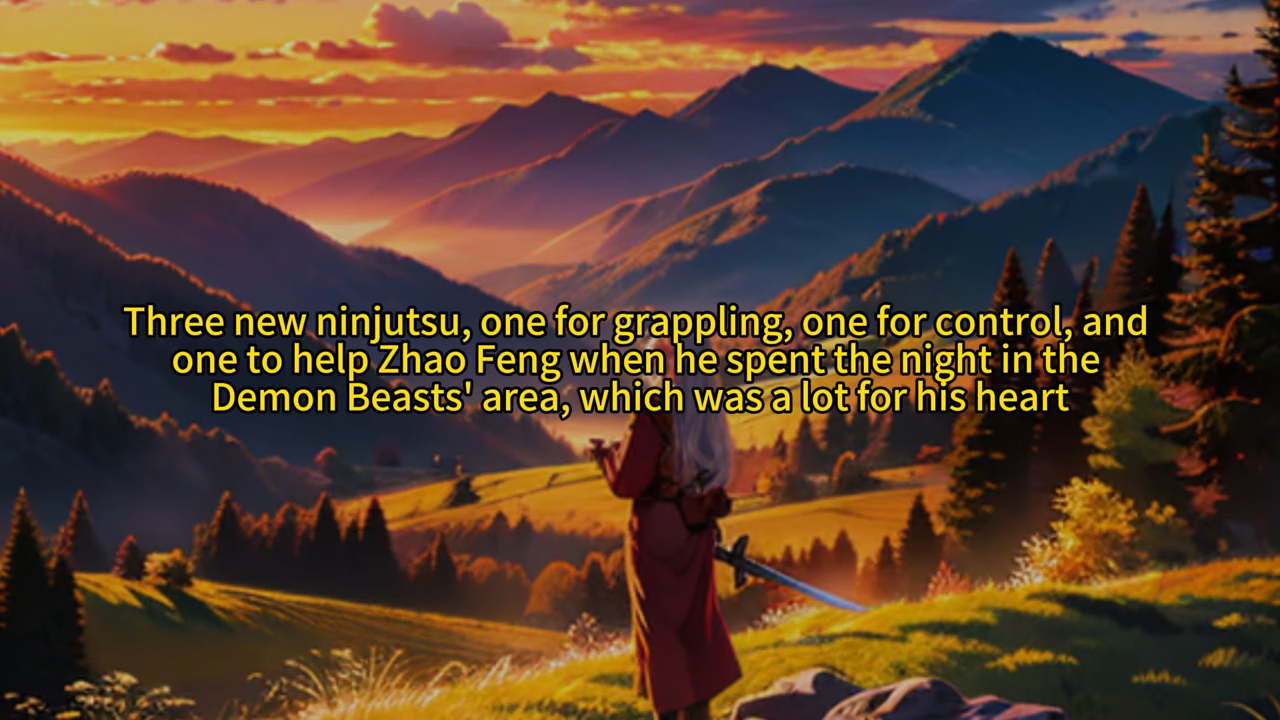 Three new ninjutsu, one for grappling, one for control, and
one to help Zhao Feng when he spent the night in the
Demon Beasts' area, which was a lot for his heart